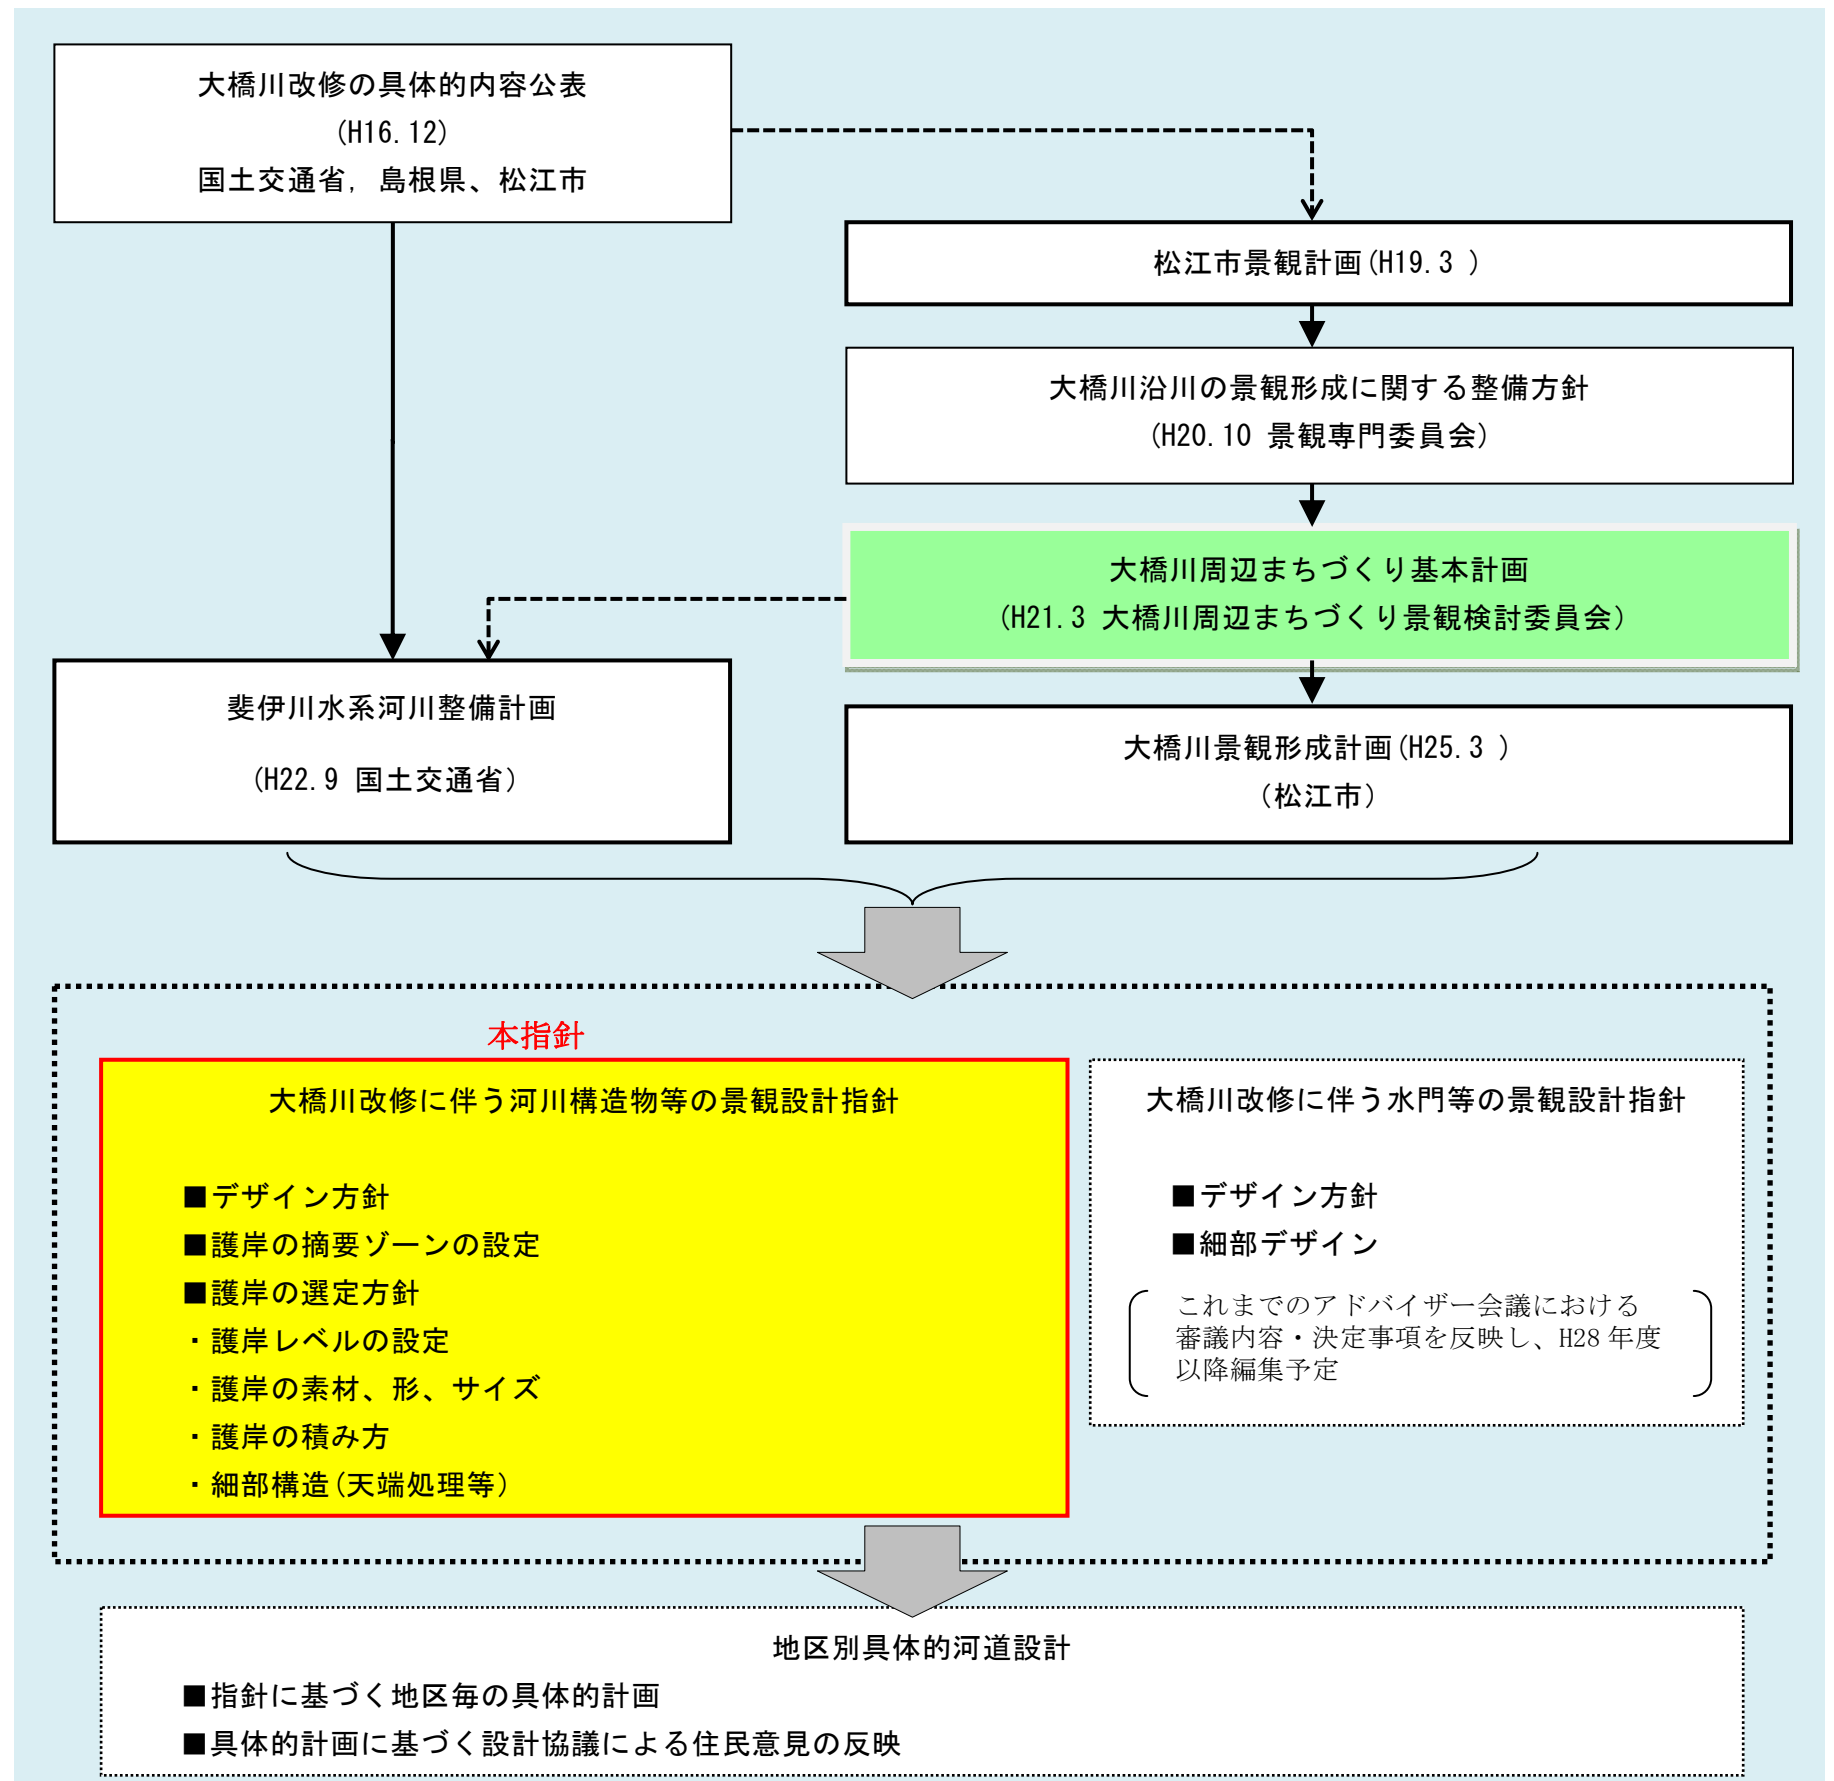 大橋川改修の具体的内容公表
(H16.12)
国土交通省, 島根県、松江市
松江市景観計画(H19.3 )
大橋川沿川の景観形成に関する整備方針
(H20.10 景観専門委員会)
大橋川周辺まちづくり基本計画
(H21.3 大橋川周辺まちづくり景観検討委員会)
斐伊川水系河川整備計画
(H22.9 国土交通省)
大橋川景観形成計画(H25.3 )
(松江市)
本指針
大橋川改修に伴う河川構造物等の景観設計指針
■デザイン方針
■護岸の摘要ゾーンの設定
■護岸の選定方針
・護岸レベルの設定
・護岸の素材、形、サイズ
・護岸の積み方
・細部構造(天端処理等)
大橋川改修に伴う水門等の景観設計指針
■デザイン方針
■細部デザイン
これまでのアドバイザー会議における
審議内容・決定事項を反映し、H28年度
以降編集予定
地区別具体的河道設計
■指針に基づく地区毎の具体的計画
■具体的計画に基づく設計協議による住民意見の反映